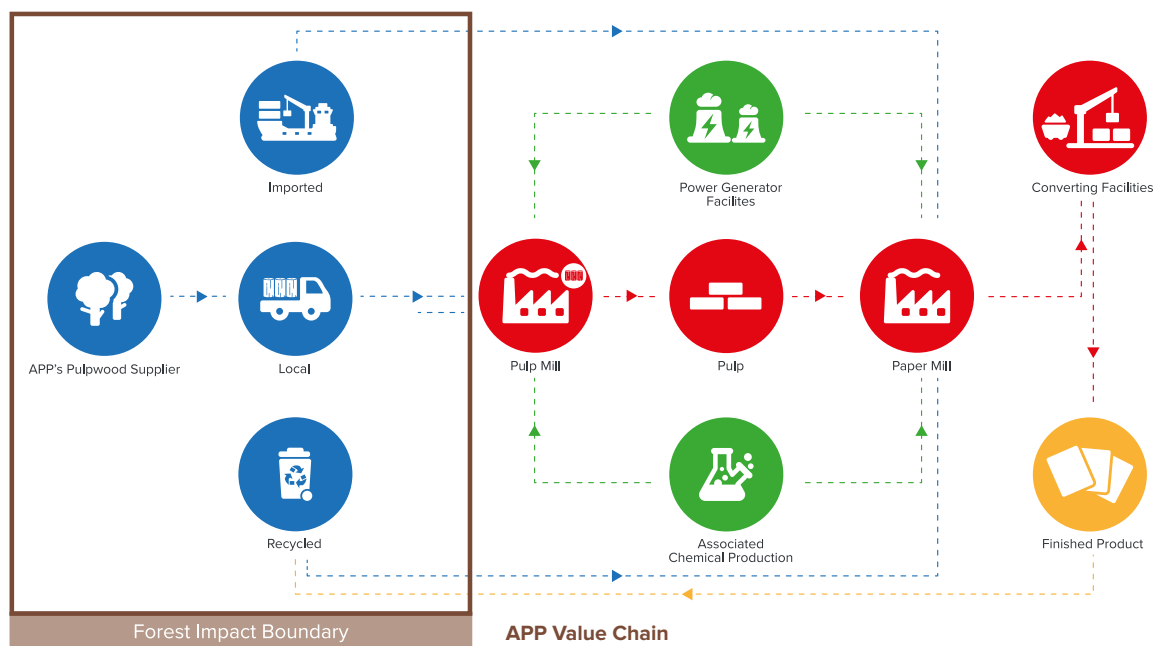 Imported
Power Generator
Facilites
Converting Facilities
APP's Pulpwood Supplier
Local
Pulp Mill
Pulp
Paper Mill
Recycled
Associated
Chemical Production
Finished Product
Forest Impact Boundary
APP Value Chain